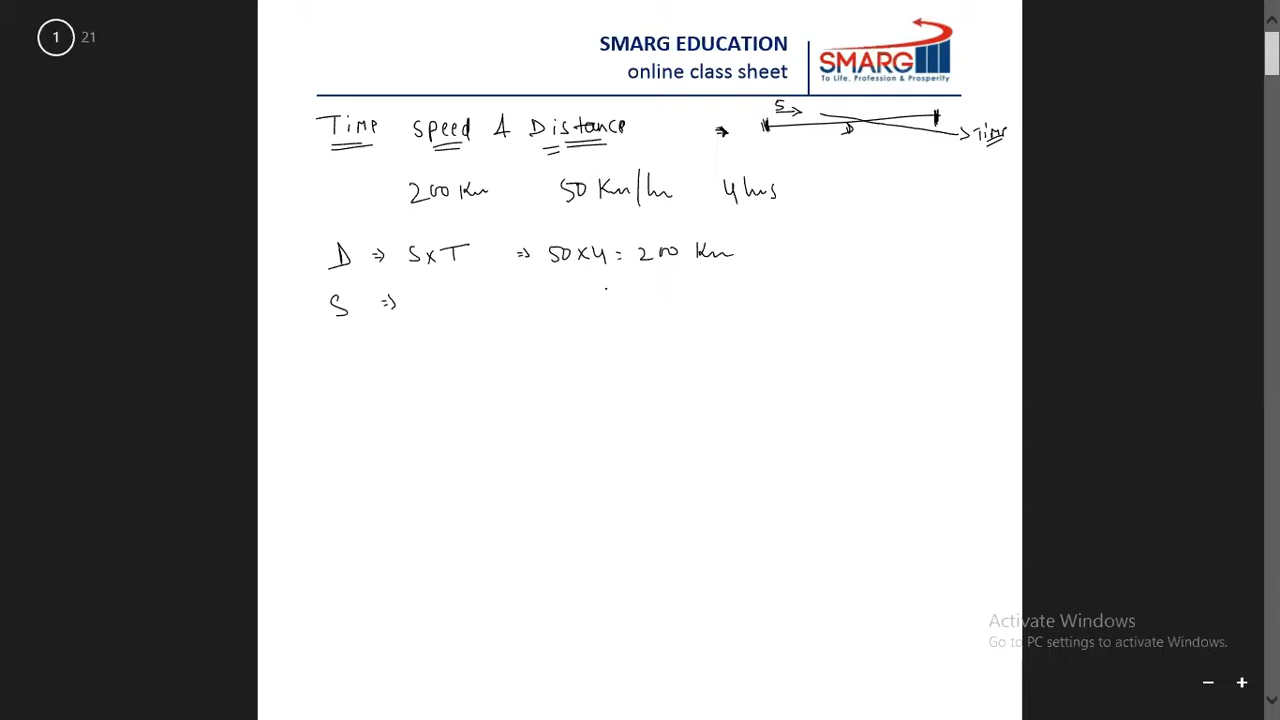 1 21
SMARG EDUCATION
online class sheet
SMARG
To Life, Profession & Prosperity
Time Speed & Distance
S
D
Time
200 Km 50 Km/hr 4 hrs
D ⇒ S×T ⇒ 50×4 = 200 Km
S ⇒
Activate Windows
Go to PC settings to activate Windows.